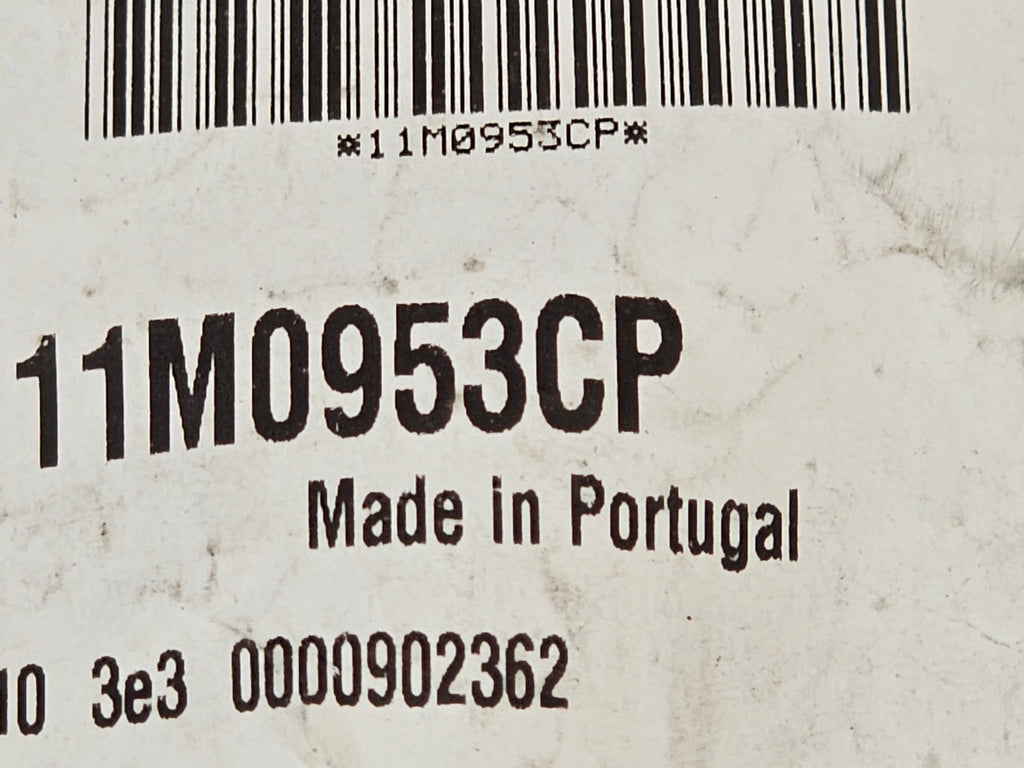 *11M0953CP*
11M0953CP
Made in Portugal
10 3e3 0000902362